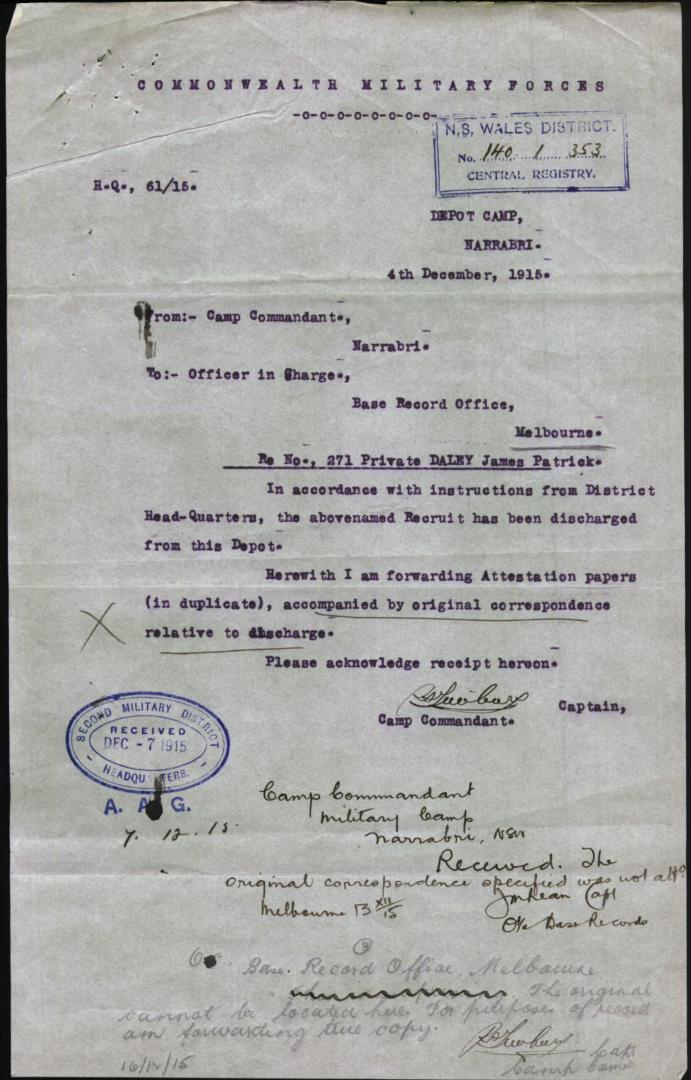 COMMONWEALTH MILITARY FORCES
-o-o-o-o-o-o-o-o-
N.S. WALES DISTRICT.
No. 140 1 353
CENTRAL REGISTRY.
H.Q., 61/15.
DEPOT CAMP,
NARRABRI.
4th December, 1915.
From:- Camp Commandant.,
Narrabri.
To:- Officer in Charge.,
Base Record Office,
Melbourne.
Re No., 271 Private DALEY James Patrick.
In accordance with instructions from District
Head-Quarters, the abovenamed Recruit has been discharged
from this Depot.
Herewith I am forwarding Attestation papers
(in duplicate), accompanied by original correspondence
relative to discharge.
Please acknowledge receipt hereon.
Captain,
Camp Commandant.
SECOND MILITARY DISTRICT
RECEIVED
DEC -7 1915
HEADQUARTERS.
A. A. G.
7. 12. 15
Camp Commandant
Military Camp
Narrabri, NSW
Received. The
original correspondence specified was not attd
Melbourne 13 XII/15
JMLean Capt
O/c Base Records
Oc Base Record Office, Melbourne
The original
cannot be located here. For purposes of record
am forwarding true copy.
Capt
16/12/15
Camp Comdt